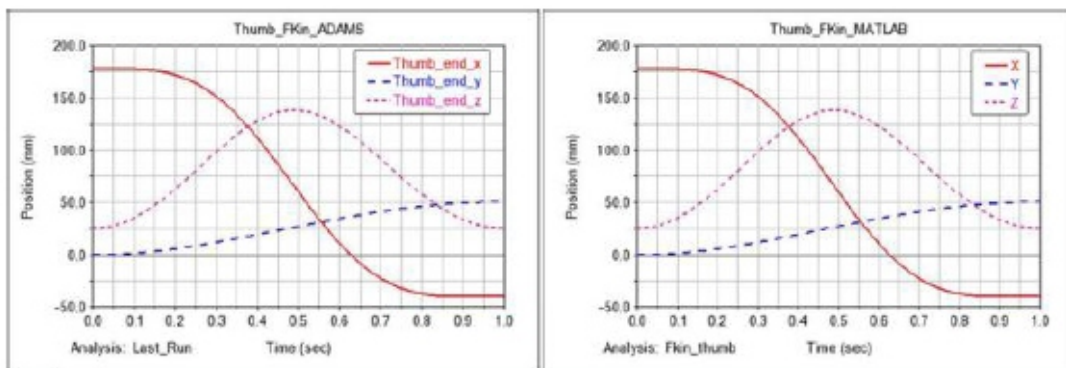 Thumb_FKin_ADAMS
200.0
150.0
100.0
50.0
0.0
-50.0
Position (mm)
Thumb_end_x
Thumb_end_y
Thumb_end_z
0.0 0.1 0.2 0.3 0.4 0.5 0.6 0.7 0.8 0.9 1.0
Analysis: Last_Run Time (sec)
Thumb_FKin_MATLAB
200.0
150.0
100.0
50.0
0.0
-50.0
Position (mm)
X
Y
Z
0.0 0.1 0.2 0.3 0.4 0.5 0.6 0.7 0.8 0.9 1.0
Analysis: Fkin_thumb Time (sec)